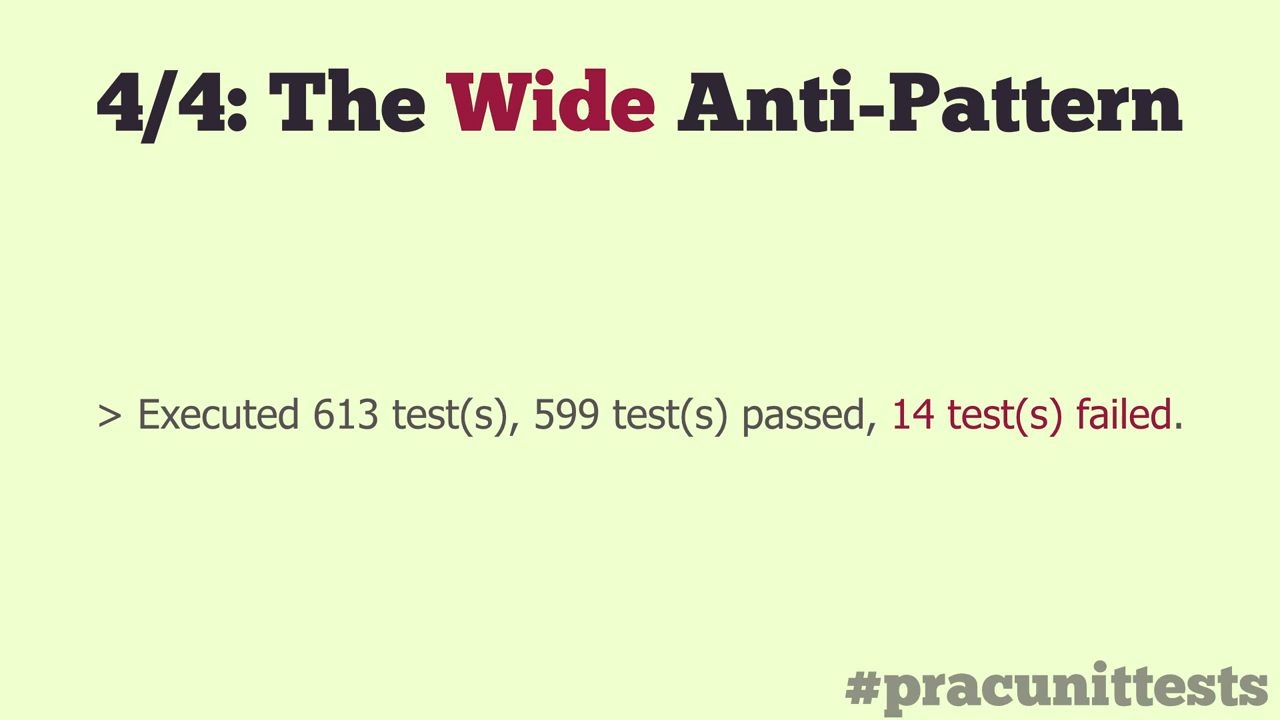 4/4: The Wide Anti-Pattern
> Executed 613 test(s), 599 test(s) passed, 14 test(s) failed.
#pracunittests